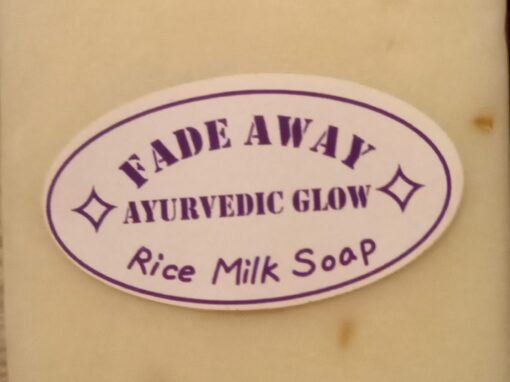 FADE AWAY
AYURVEDIC GLOW
Rice Milk Soap